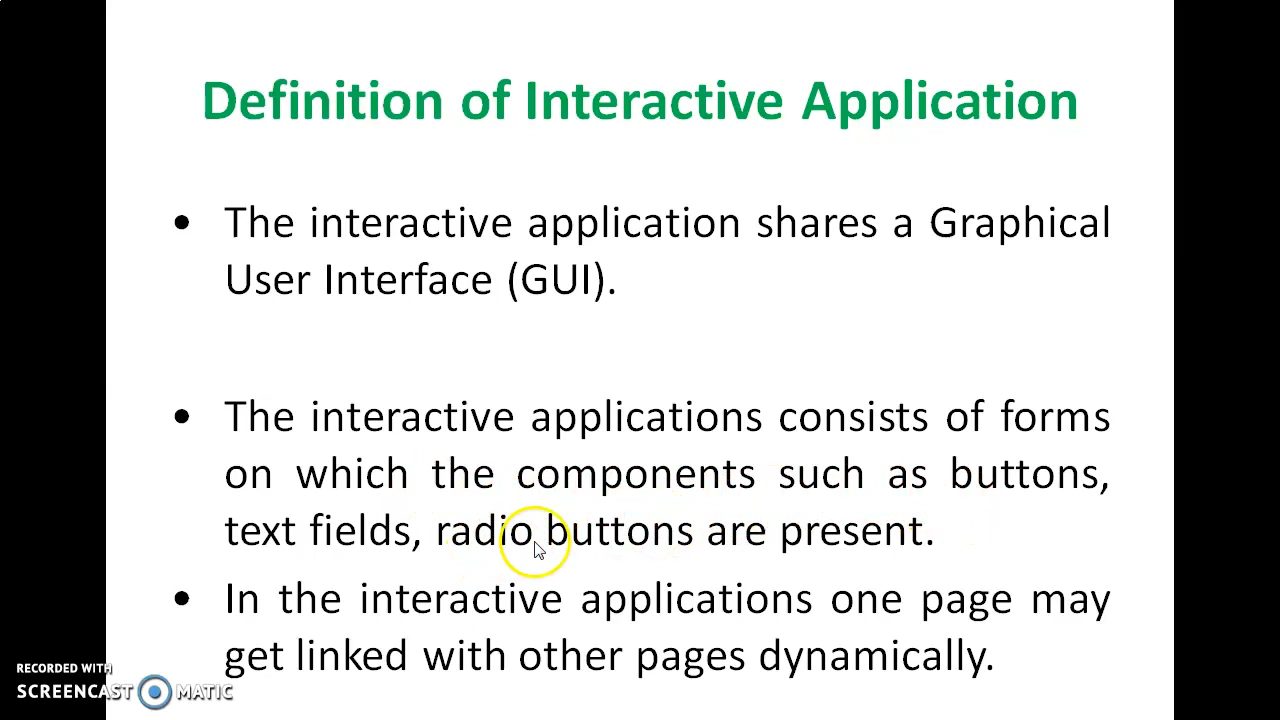 Definition of Interactive Application
• The interactive application shares a Graphical
User Interface (GUI).
• The interactive applications consists of forms
on which the components such as buttons,
text fields, radio buttons are present.
• In the interactive applications one page may
get linked with other pages dynamically.
RECORDED WITH
SCREENCAST MATIC